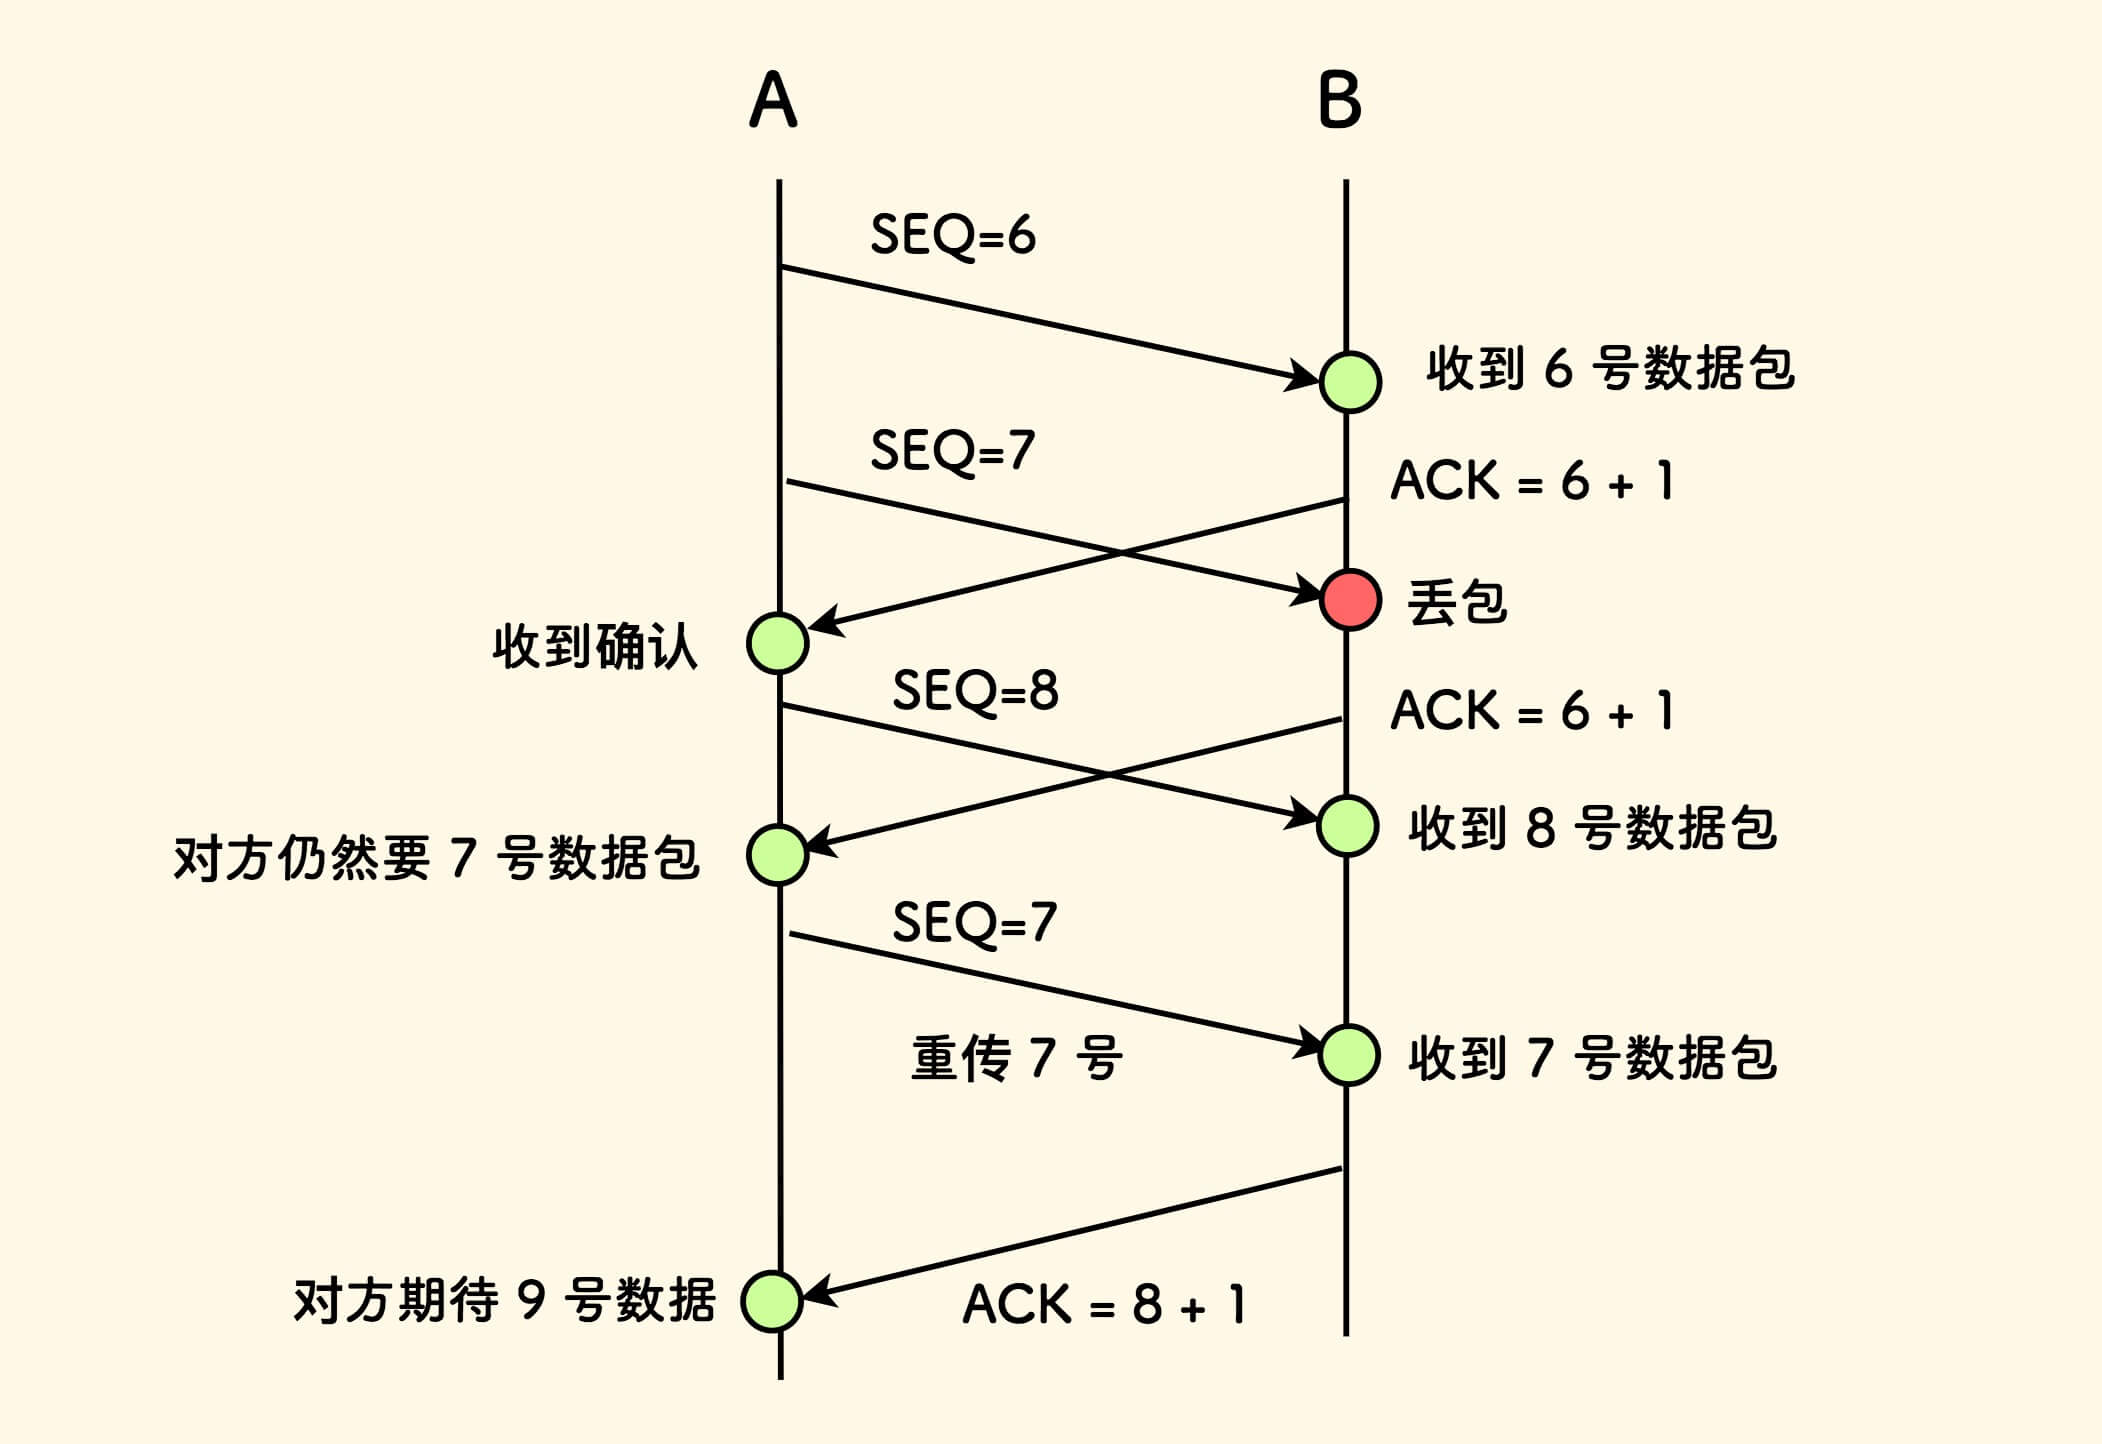 A
B
SEQ=6
收到 6 号数据包
SEQ=7
ACK = 6 + 1
丢包
收到确认
SEQ=8
ACK = 6 + 1
收到 8 号数据包
对方仍然要 7 号数据包
SEQ=7
重传 7 号
收到 7 号数据包
对方期待 9 号数据
ACK = 8 + 1